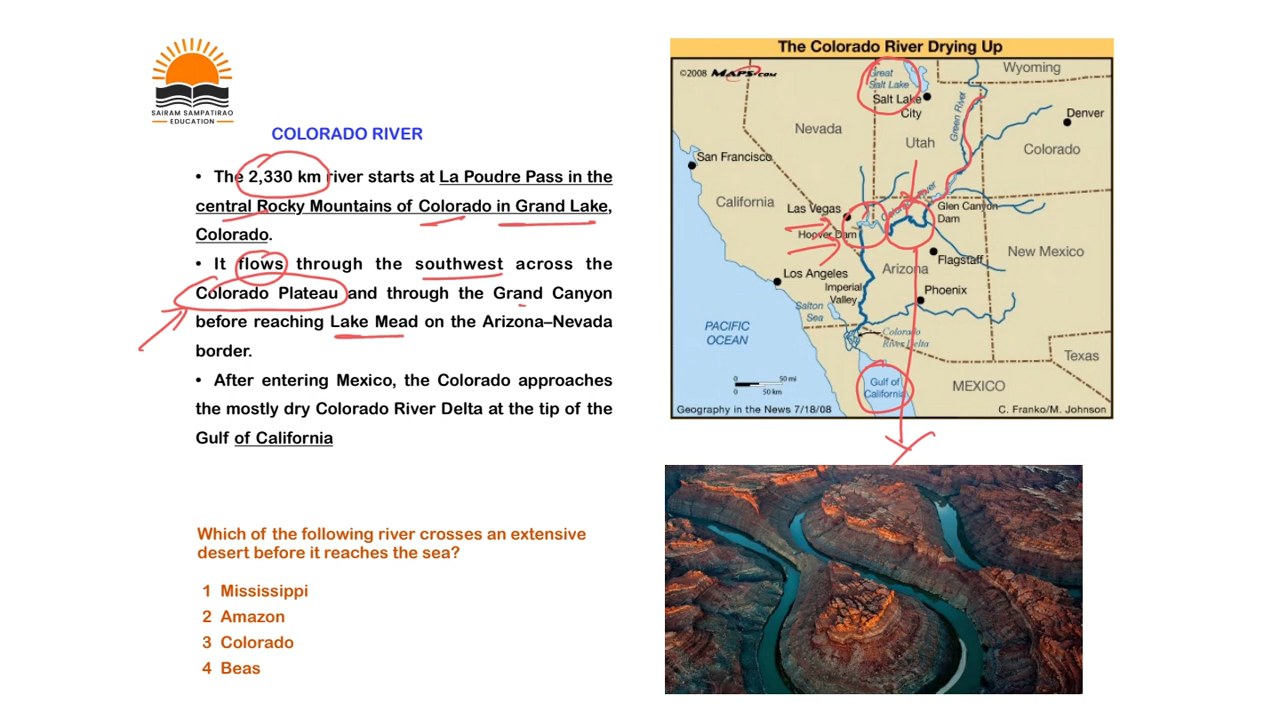 SAIRAM SAMPATIRAO
EDUCATION
COLORADO RIVER
• The 2,330 km river starts at La Poudre Pass in the
central Rocky Mountains of Colorado in Grand Lake,
Colorado.
• It flows through the southwest across the
Colorado Plateau and through the Grand Canyon
before reaching Lake Mead on the Arizona–Nevada
border.
• After entering Mexico, the Colorado approaches
the mostly dry Colorado River Delta at the tip of the
Gulf of California
Which of the following river crosses an extensive
desert before it reaches the sea?
1 Mississippi
2 Amazon
3 Colorado
4 Beas
The Colorado River Drying Up
©2008 MAPS.com
Great
Salt Lake
Wyoming
Salt Lake
City
Green River
Denver
Nevada
Utah
Colorado
San Francisco
California
Las Vegas
Colorado River
Glen Canyon
Dam
Hoover Dam
New Mexico
Flagstaff
Arizona
Los Angeles
Imperial
Valley
Phoenix
Salton
Sea
PACIFIC
OCEAN
Colorado
River Delta
Texas
0 50 mi
0 50 km
Gulf of
California
MEXICO
Geography in the News 7/18/08
C. Franko/M. Johnson